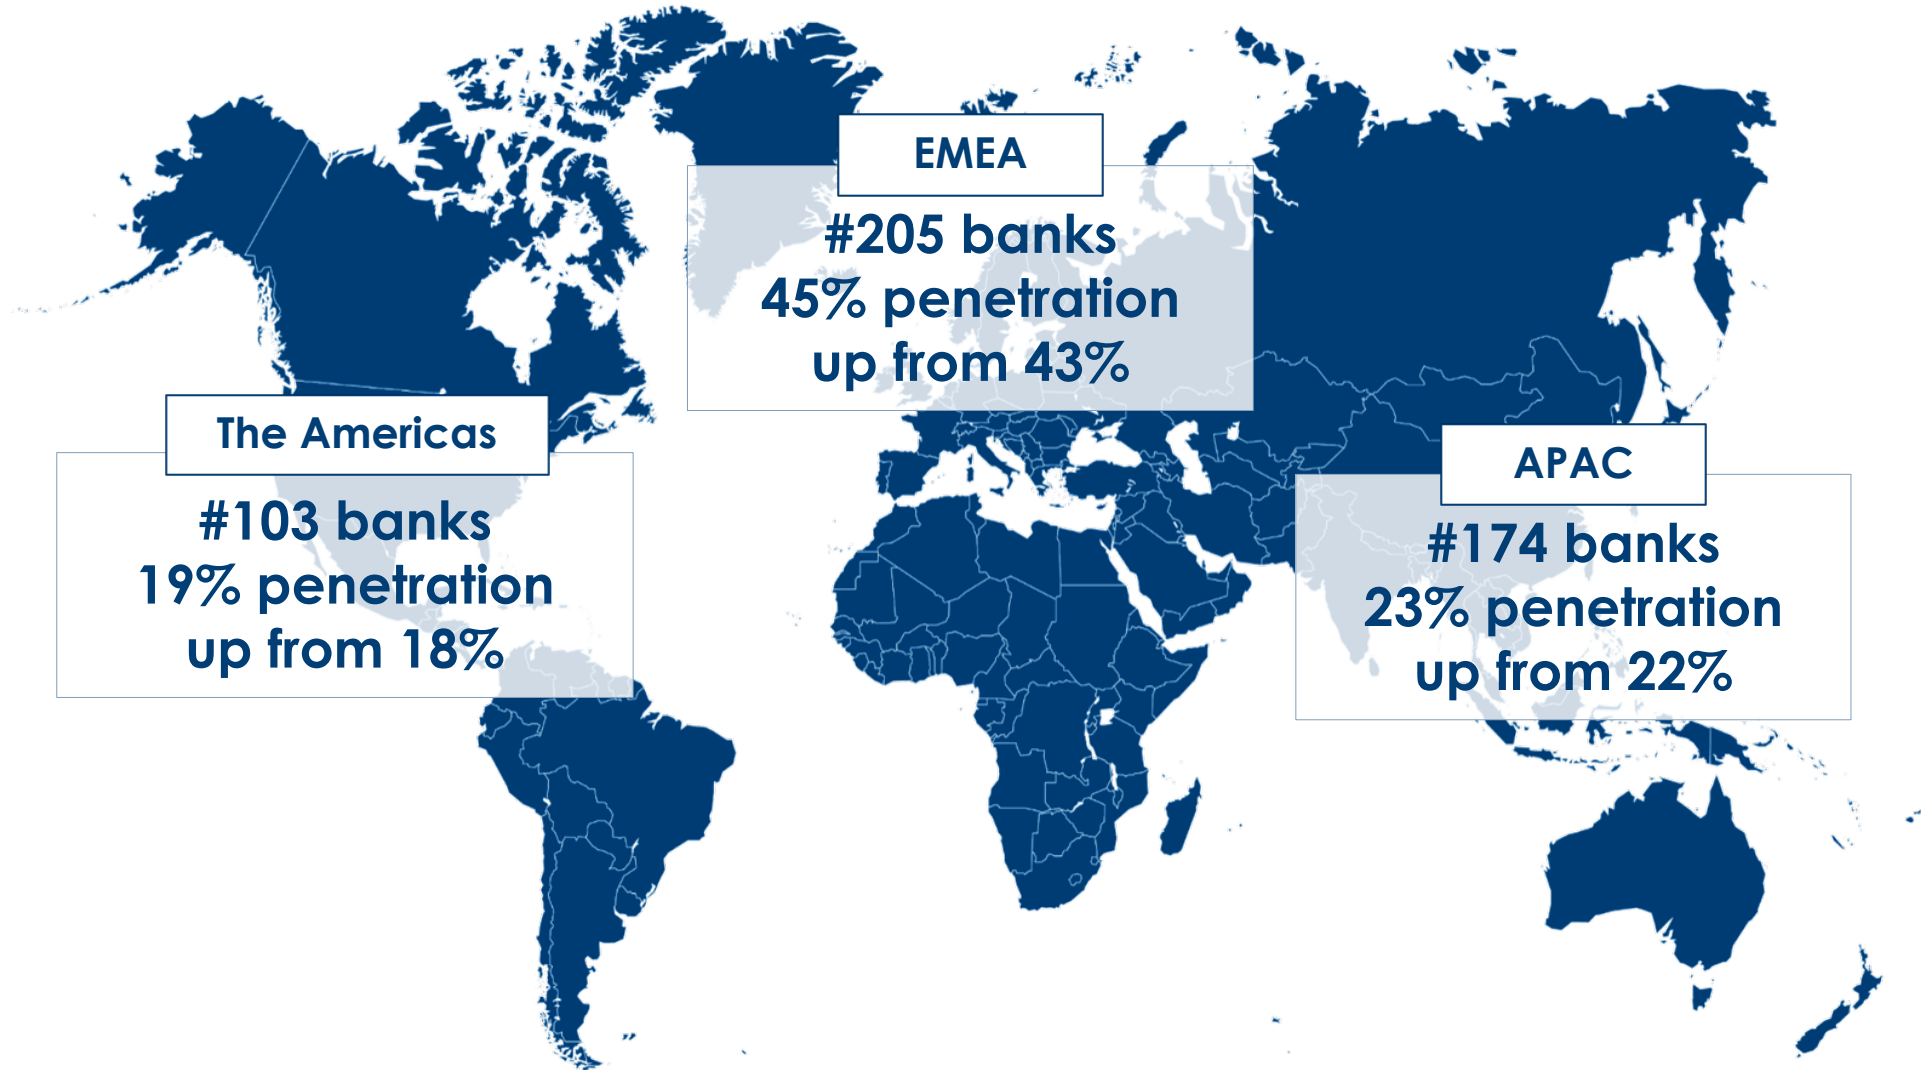 EMEA
#205 banks
45% penetration
up from 43%
The Americas
#103 banks
19% penetration
up from 18%
APAC
#174 banks
23% penetration
up from 22%